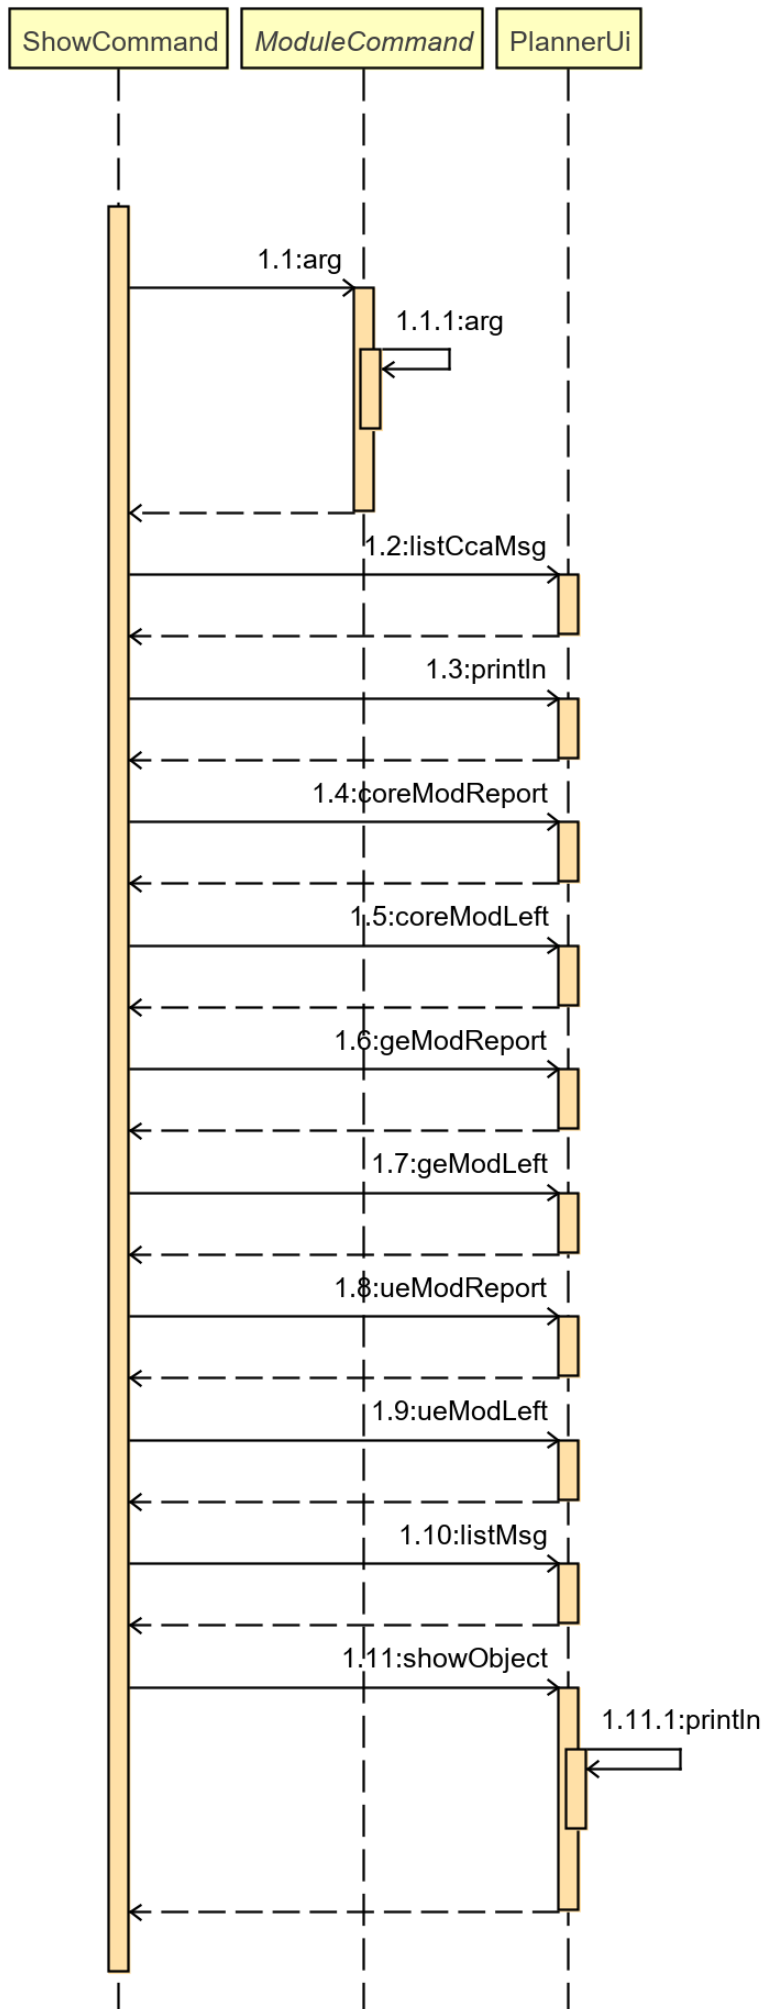 ShowCommand
ModuleCommand
PlannerUi
1.1:arg
1.1.1:arg
1.2:listCcaMsg
1.3:println
1.4:coreModReport
1.5:coreModLeft
1.6:geModReport
1.7:geModLeft
1.8:ueModReport
1.9:ueModLeft
1.10:listMsg
1.11:showObject
1.11.1:println